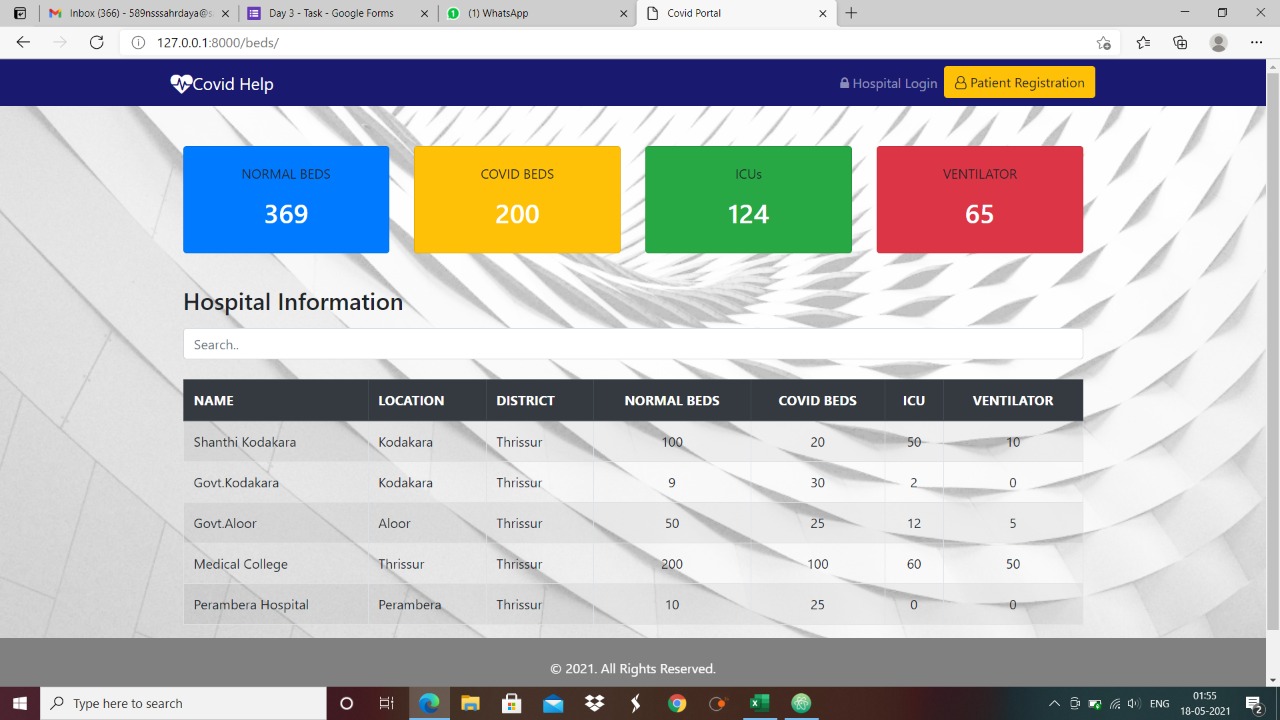 Inbox (366) - 589nsssahrdaya@s
Day 3 - Task - Google Forms
(1) WhatsApp
Covid Portal
127.0.0.1:8000/beds/
Covid Help
Hospital Login
Patient Registration
NORMAL BEDS
369
COVID BEDS
200
ICUs
124
VENTILATOR
65
Hospital Information
Search..
NAME LOCATION DISTRICT NORMAL BEDS COVID BEDS ICU VENTILATOR
Shanthi Kodakara Kodakara Thrissur 100 20 50 10
Govt.Kodakara Kodakara Thrissur 9 30 2 0
Govt.Aloor Aloor Thrissur 50 25 12 5
Medical College Thrissur Thrissur 200 100 60 50
Perambera Hospital Perambera Thrissur 10 25 0 0
© 2021. All Rights Reserved.
Type here to search
ENG
01:55
18-05-2021
2